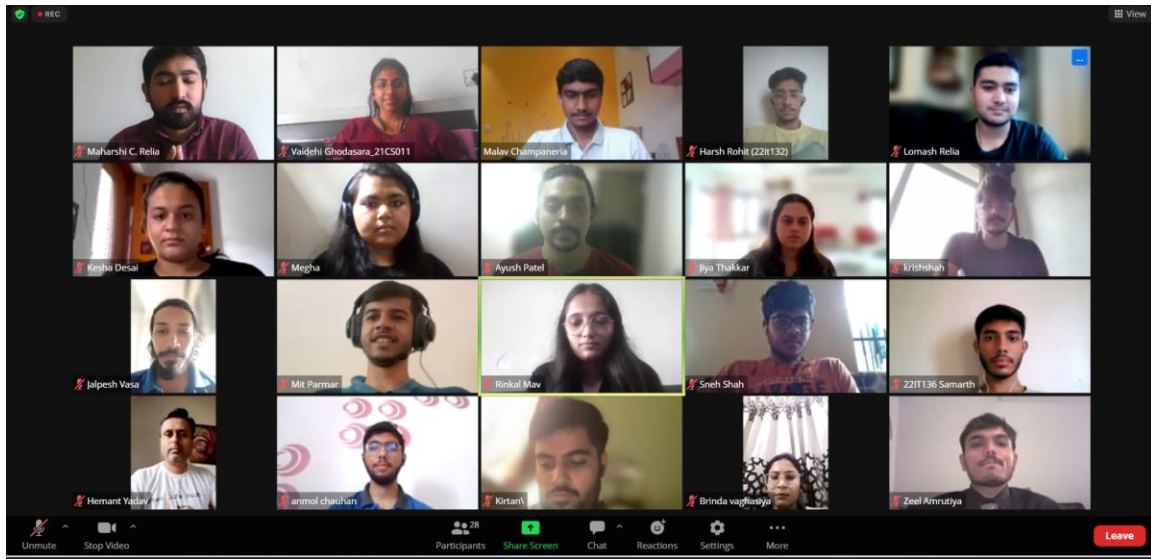 REC
View
Maharshi C. Relia
Vaidehi Ghodasara_21CS011
Malav Champaneria
Harsh Rohit (22it132)
Lomash Relia
Kesha Desai
Megha
Ayush Patel
Jiya Thakkar
krishshah
Jalpesh Vasa
Mit Parmar
Rinkal Mav
Sneh Shah
22IT136 Samarth
Hemant Yadav
anmol chauhan
Kirtan\
Brinda vaghasiya
Zeel Amrutiya
Unmute
Stop Video
28
Participants
Share Screen
Chat
Reactions
Settings
More
Leave